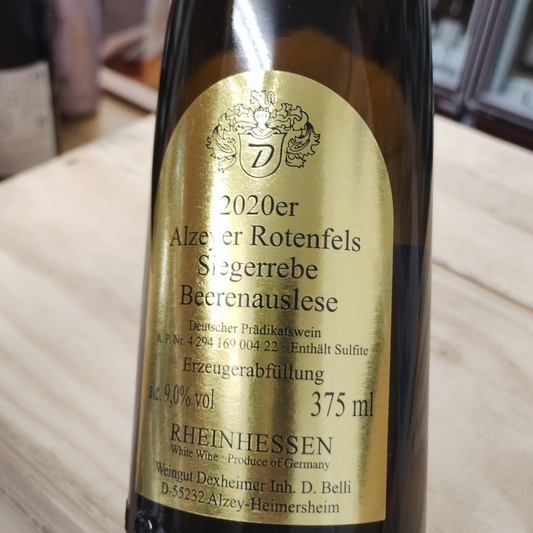 D
2020er
Alzeyer Rotenfels
Siegerrebe
Beerenauslese
Deutscher Prädikatswein
A. P. Nr. 4 294 169 004 22 - Enthält Sulfite
Erzeugerabfüllung
alc. 9,0% vol 375 ml
RHEINHESSEN
White Wine - Produce of Germany
Weingut Dexheimer Inh. D. Belli
D-55232 Alzey-Heimersheim